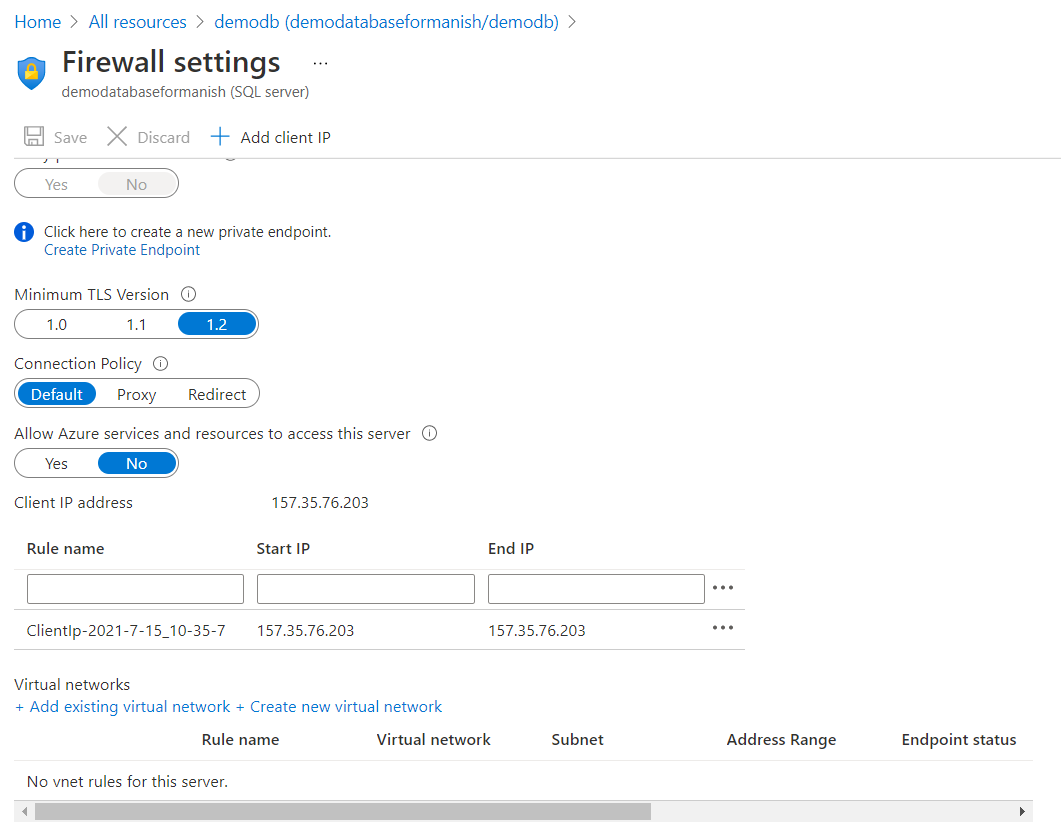 Home > All resources > demodb (demodatabaseformanish/demodb) >
Firewall settings ...
demodatabaseformanish (SQL server)
Save Discard + Add client IP
Yes No
Click here to create a new private endpoint.
Create Private Endpoint
Minimum TLS Version
1.0 1.1 1.2
Connection Policy
Default Proxy Redirect
Allow Azure services and resources to access this server
Yes No
Client IP address 157.35.76.203
Rule name Start IP End IP
ClientIp-2021-7-15_10-35-7 157.35.76.203 157.35.76.203
Virtual networks
+ Add existing virtual network + Create new virtual network
Rule name Virtual network Subnet Address Range Endpoint status
No vnet rules for this server.